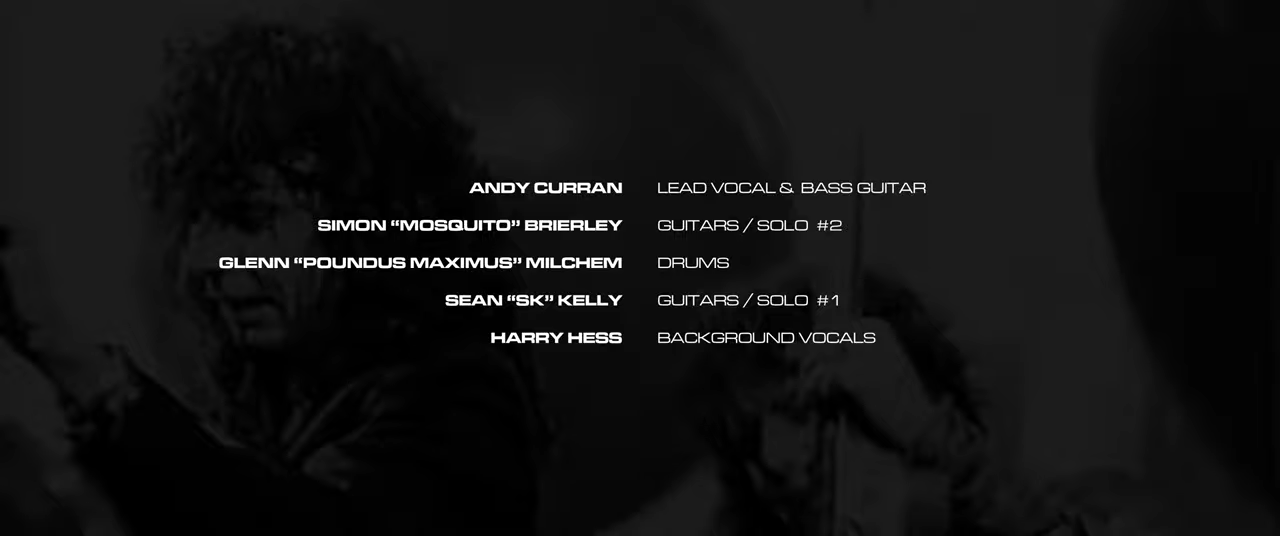 ANDY CURRAN LEAD VOCAL & BASS GUITAR
SIMON “MOSQUITO” BRIERLEY GUITARS / SOLO #2
GLENN “POUNDUS MAXIMUS” MILCHEM DRUMS
SEAN “SK” KELLY GUITARS / SOLO #1
HARRY HESS BACKGROUND VOCALS